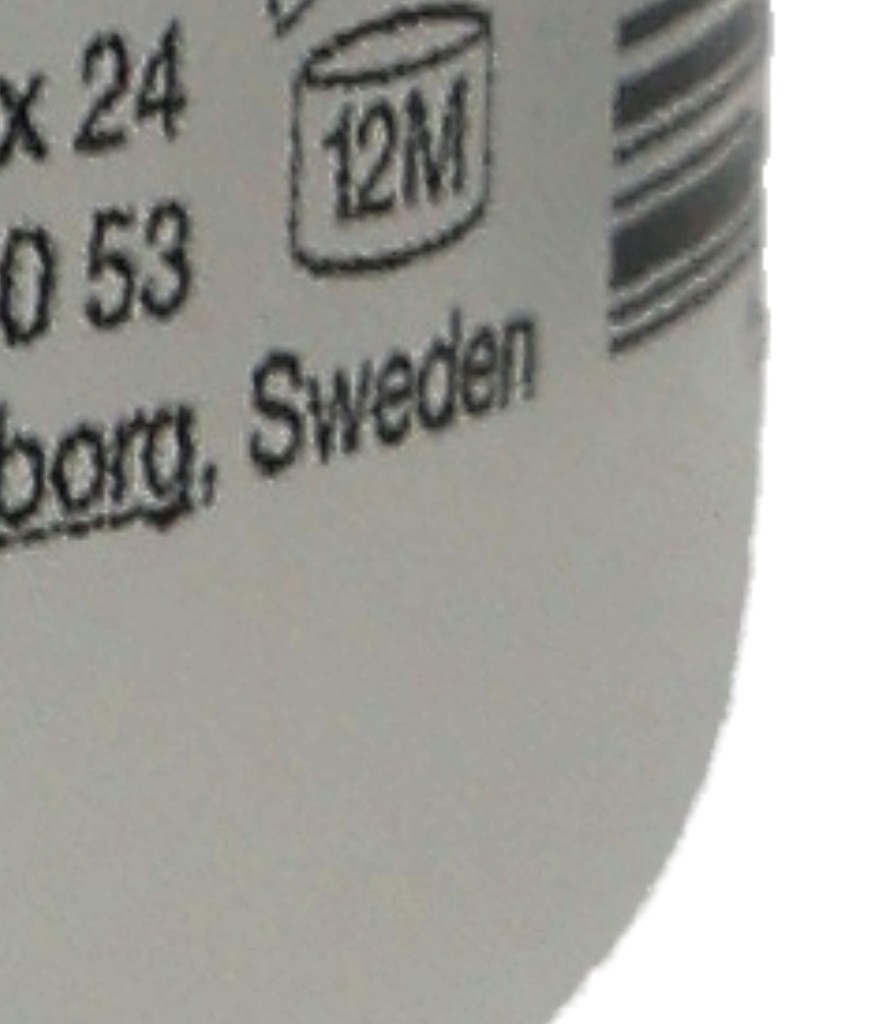 x 24
12M
0 53
borg, Sweden